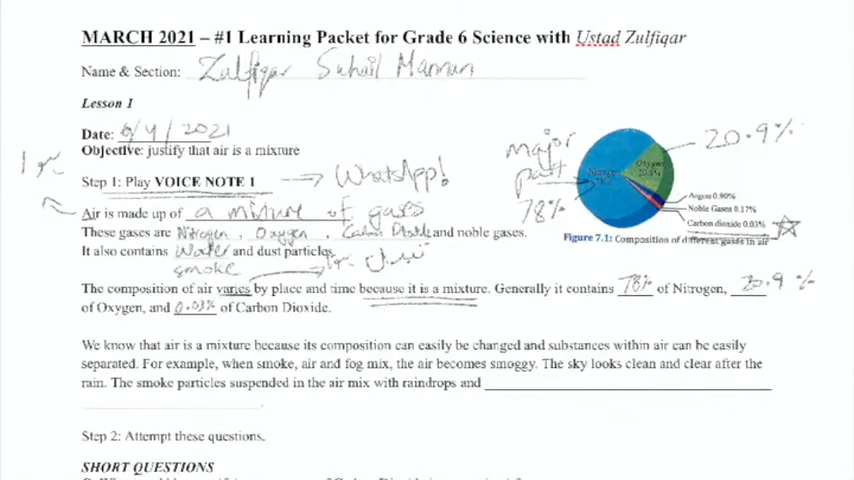 MARCH 2021 – #1 Learning Packet for Grade 6 Science with Ustad Zulfiqar
Name & Section: Zulfiqar Suhail Mannan
Lesson 1
Date: 6/4/2021
Objective: justify that air is a mixture
Step 1: Play VOICE NOTE 1 → WhatsApp!
Air is made up of a mixture of gases
These gases are Nitrogen, Oxygen, Carbon Dioxide and noble gases.
It also contains Water and dust particles
smoke
major
part
78%
20.9%
Nitrogen
78%
Oxygen
20.9%
Argon 0.90%
Noble Gases 0.17%
Carbon dioxide 0.03%
Figure 7.1: Composition of different gases in air
The composition of air varies by place and time because it is a mixture. Generally it contains 78% of Nitrogen, 20.9 %
of Oxygen, and 0.03% of Carbon Dioxide.
We know that air is a mixture because its composition can easily be changed and substances within air can be easily
separated. For example, when smoke, air and fog mix, the air becomes smoggy. The sky looks clean and clear after the
rain. The smoke particles suspended in the air mix with raindrops and
Step 2: Attempt these questions.
SHORT QUESTIONS